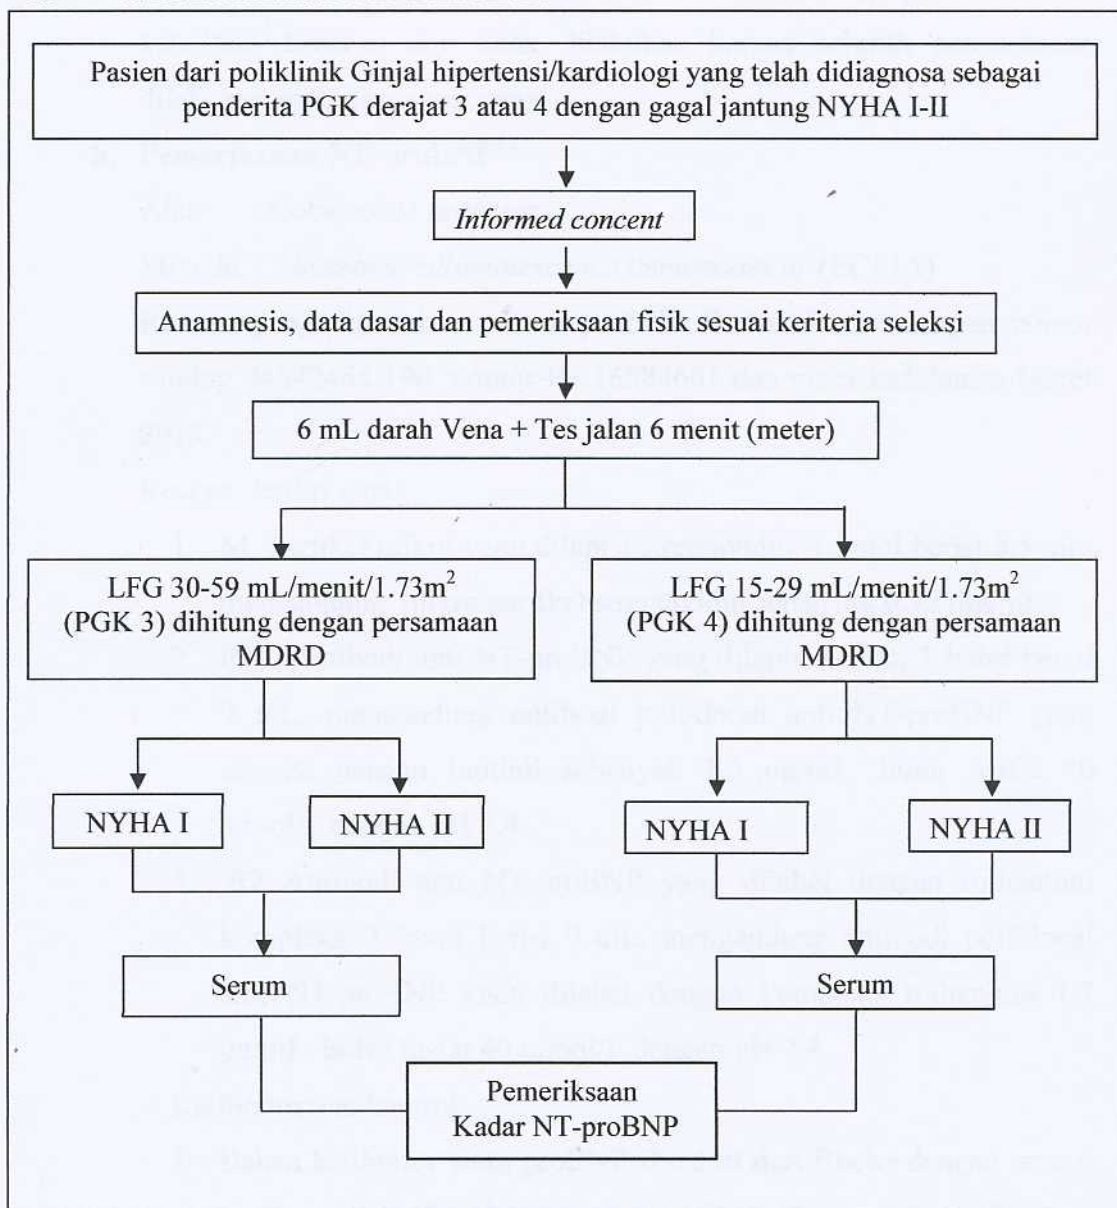 Pasien dari poliklinik Ginjal hipertensi/kardiologi yang telah didiagnosa sebagai
penderita PGK derajat 3 atau 4 dengan gagal jantung NYHA I-II
Informed concent
Anamnesis, data dasar dan pemeriksaan fisik sesuai keriteria seleksi
6 mL darah Vena + Tes jalan 6 menit (meter)
LFG 30-59 mL/menit/1.73m²
(PGK 3) dihitung dengan persamaan
MDRD
LFG 15-29 mL/menit/1.73m²
(PGK 4) dihitung dengan persamaan
MDRD
NYHA I
NYHA II
NYHA I
NYHA II
Serum
Serum
Pemeriksaan
Kadar NT-proBNP